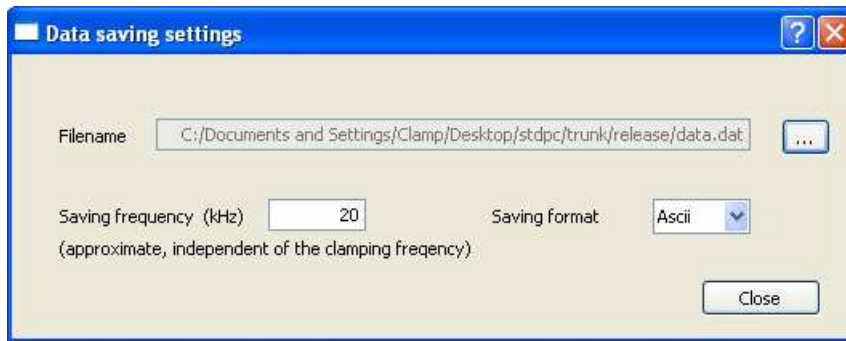 Data saving settings
?
Filename C:/Documents and Settings/Clamp/Desktop/stdpc/trunk/release/data.dat ...
Saving frequency (kHz) 20 Saving format Ascii
(approximate, independent of the clamping freqency)
Close